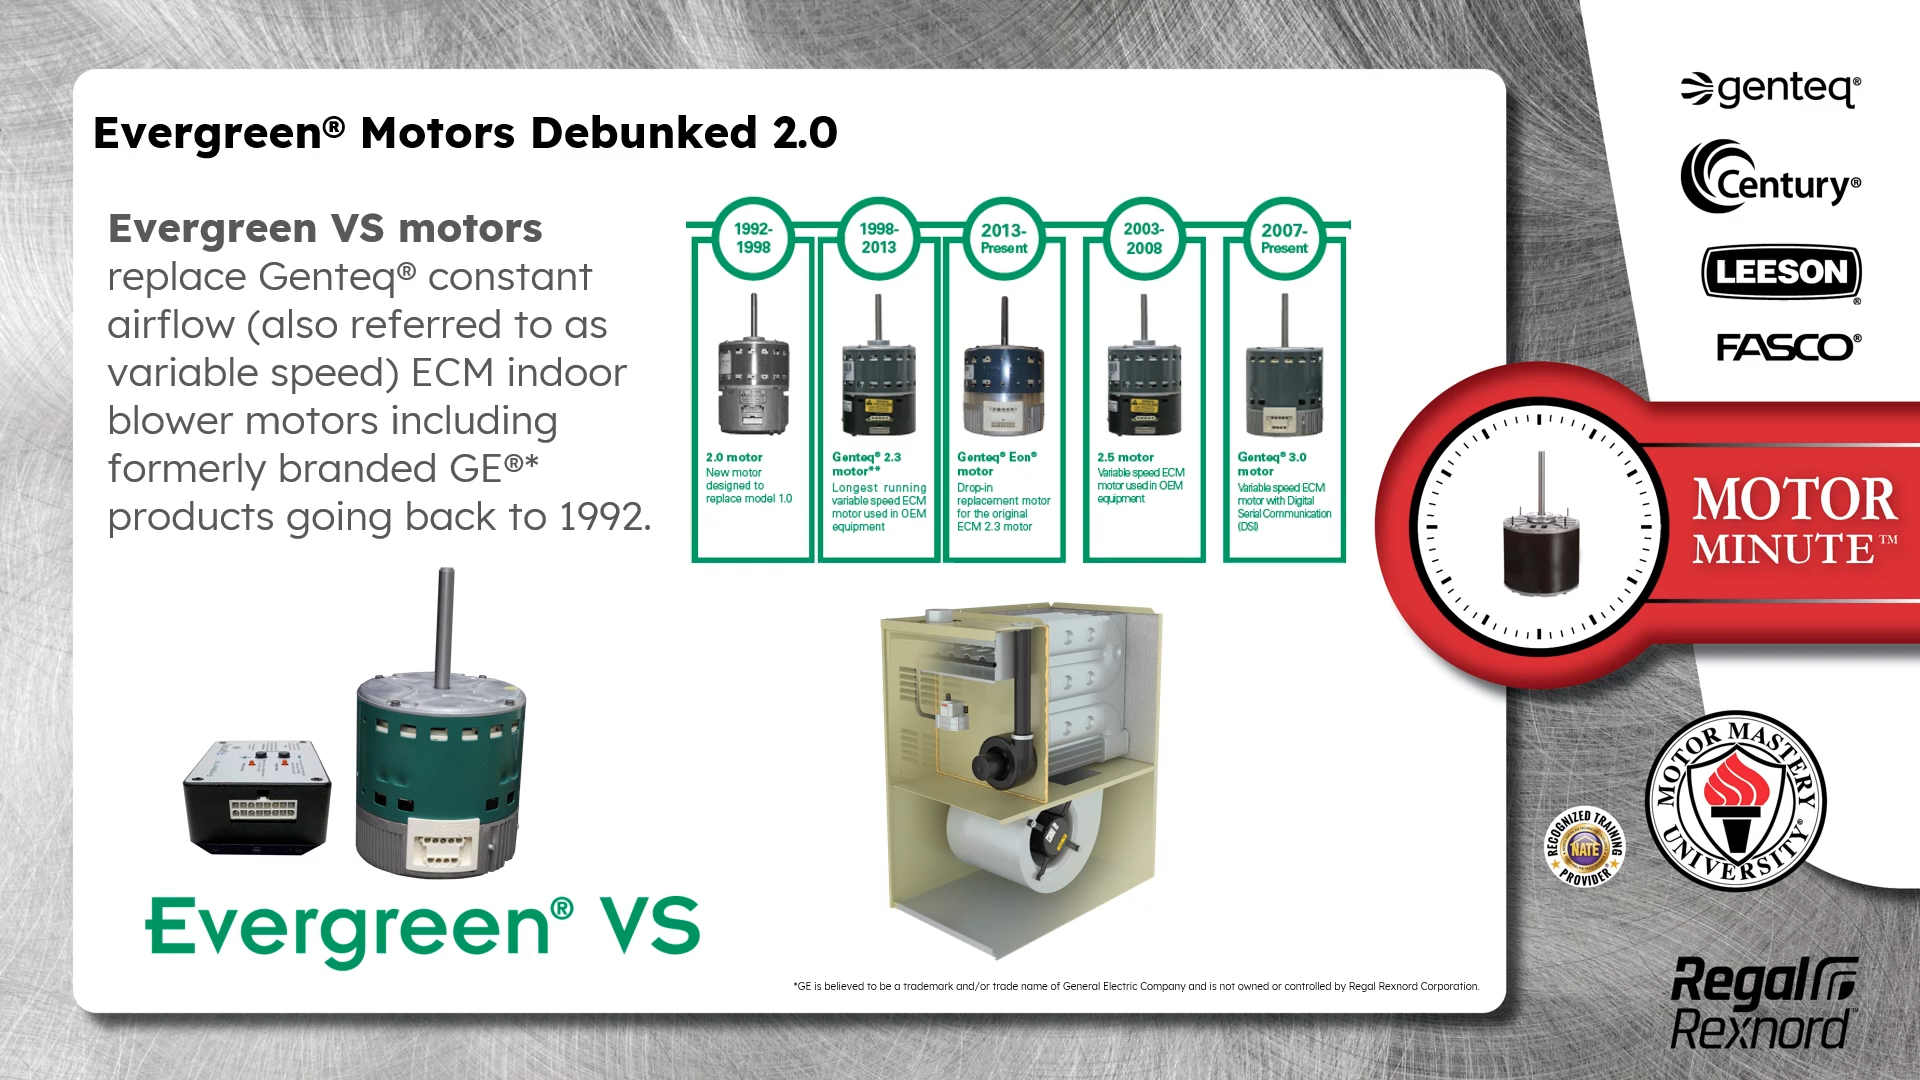 Evergreen® Motors Debunked 2.0
Evergreen VS motors
replace Genteq® constant
airflow (also referred to as
variable speed) ECM indoor
blower motors including
formerly branded GE®*
products going back to 1992.
1992-
1998
2.0 motor
New motor
designed to
replace model 1.0
1998-
2013
Genteq® 2.3
motor**
Longest running
variable speed ECM
motor used in OEM
equipment
2013-
Present
Genteq® Eon®
motor
Drop-in
replacement motor
for the original
ECM 2.3 motor
2003-
2008
2.5 motor
Variable speed ECM
motor used in OEM
equipment
2007-
Present
Genteq® 3.0
motor
Variable speed ECM
motor with Digital
Serial Communication
(DSI)
Evergreen® VS
*GE is believed to be a trademark and/or trade name of General Electric Company and is not owned or controlled by Regal Rexnord Corporation.
genteq®
Century®
LEESON®
FASCO®
MOTOR
MINUTE™
MOTOR MASTERY
UNIVERSITY®
RECOGNIZED TRAINING
NATE
PROVIDER
Regal
Rexnord™